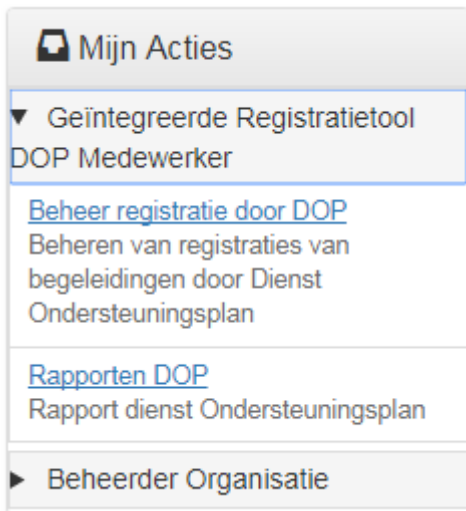 Mijn Acties
Geïntegreerde Registratietool
DOP Medewerker
Beheer registratie door DOP
Beheren van registraties van
begeleidingen door Dienst
Ondersteuningsplan
Rapporten DOP
Rapport dienst Ondersteuningsplan
Beheerder Organisatie